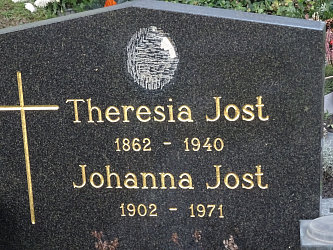 Theresia Jost
1862 - 1940
Johanna Jost
1902 - 1971